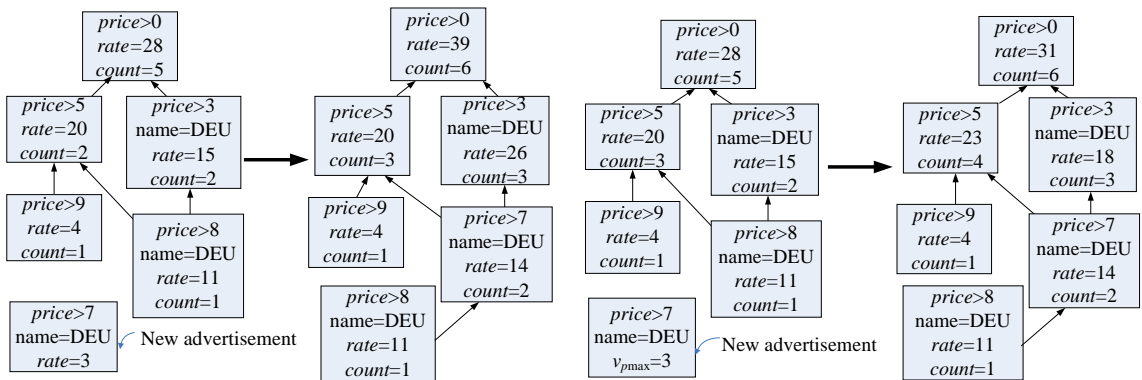 price>0
rate=28
count=5
price>5
rate=20
count=2
price>3
name=DEU
rate=15
count=2
price>9
rate=4
count=1
price>8
name=DEU
rate=11
count=1
price>7
name=DEU
rate=3
New advertisement
price>0
rate=39
count=6
price>5
rate=20
count=3
price>3
name=DEU
rate=26
count=3
price>9
rate=4
count=1
price>7
name=DEU
rate=14
count=2
price>8
name=DEU
rate=11
count=1
price>0
rate=28
count=5
price>5
rate=20
count=3
price>3
name=DEU
rate=15
count=2
price>9
rate=4
count=1
price>8
name=DEU
rate=11
count=1
price>7
name=DEU
vpmax=3
New advertisement
price>0
rate=31
count=6
price>5
rate=23
count=4
price>3
name=DEU
rate=18
count=3
price>9
rate=4
count=1
price>7
name=DEU
rate=14
count=2
price>8
name=DEU
rate=11
count=1